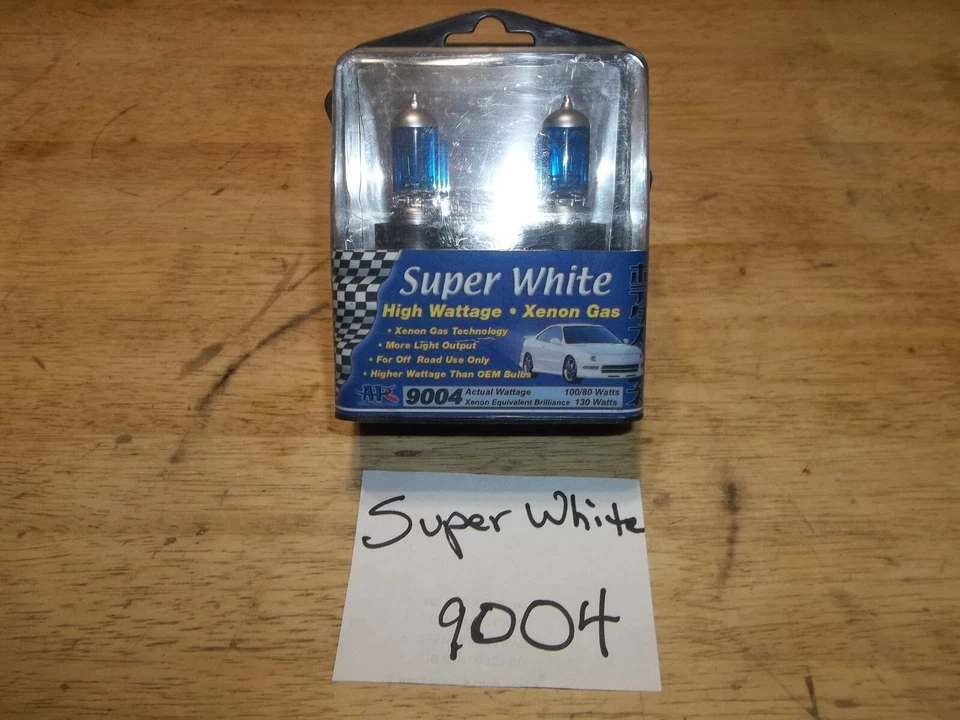 Super White
High Wattage • Xenon Gas
• Xenon Gas Technology
• More Light Output
• For Off Road Use Only
• Higher Wattage Than OEM Bulbs
9004 Actual Wattage 100/80 Watts
Xenon Equivalent Brilliance 130 Watts
Super White
9004